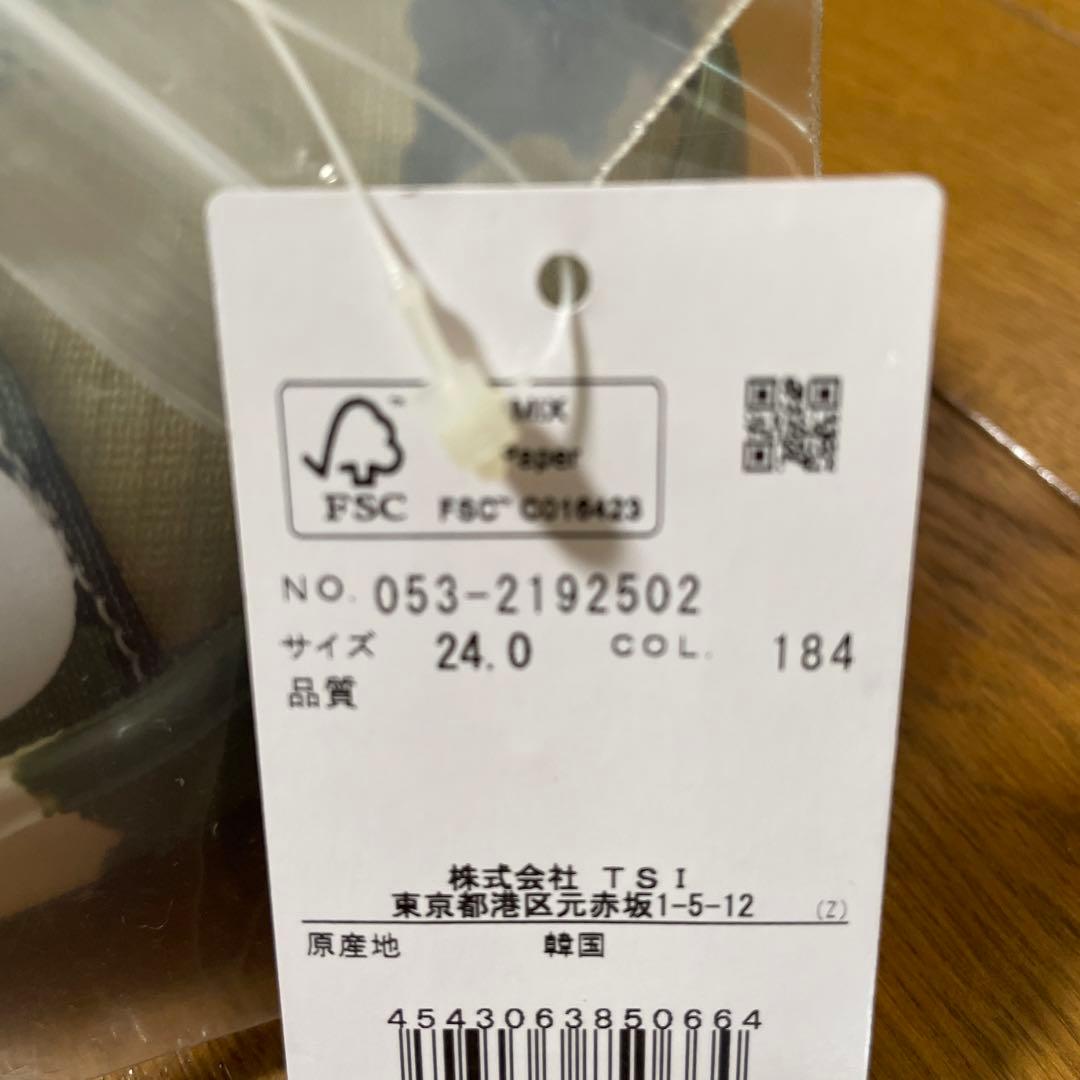 MIX
Paper
FSC™ C016423
FSC
NO. 053-2192502
サイズ 24.0 COL. 184
品質
株式会社 TSI
東京都港区元赤坂1-5-12 (Z)
原産地 韓国
4543063850664